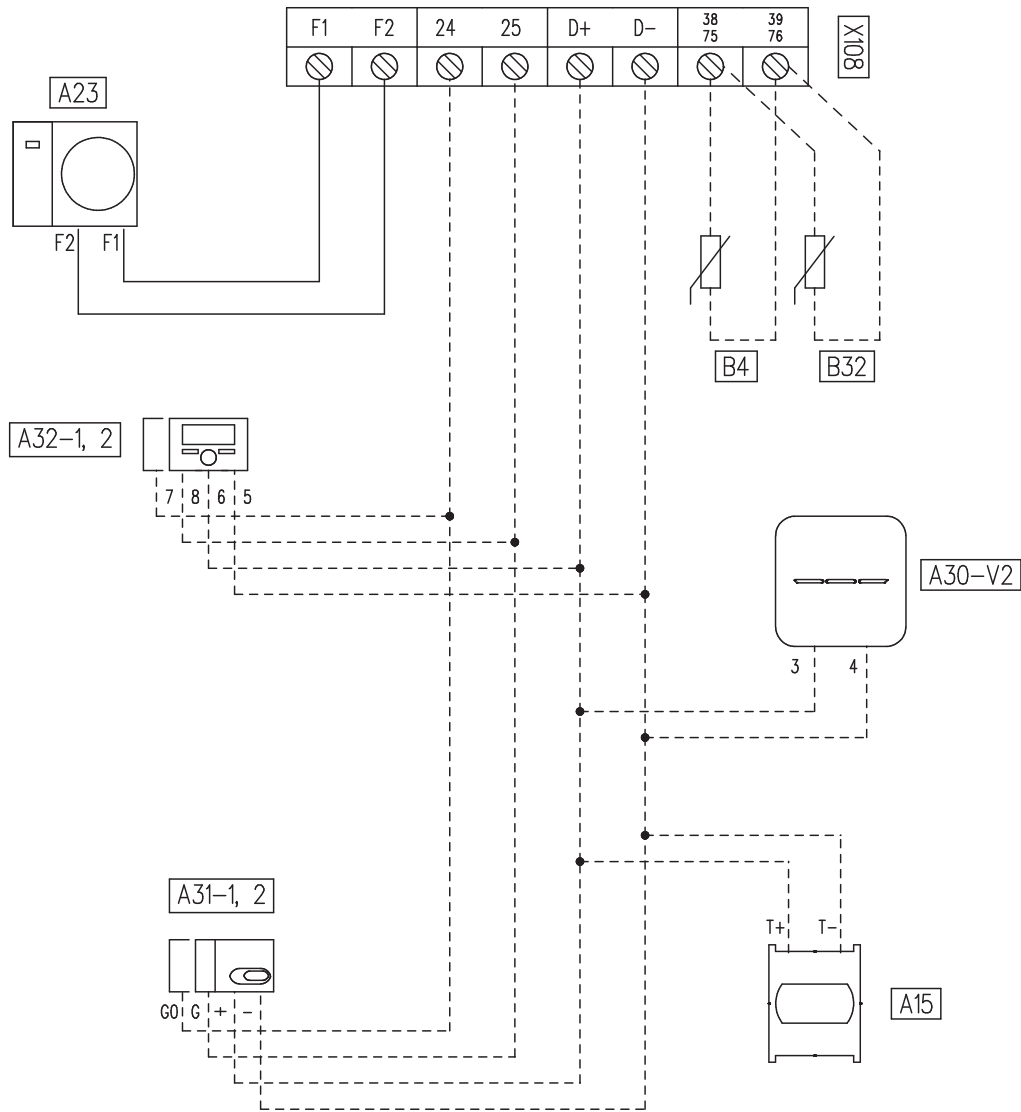 F1 F2 24 25 D+ D- 38 75 39 76
X108
A23
F2 F1
B4
B32
A32-1, 2
7 8 6 5
A30-V2
3 4
A31-1, 2
T+ T-
G0 G + -
A15